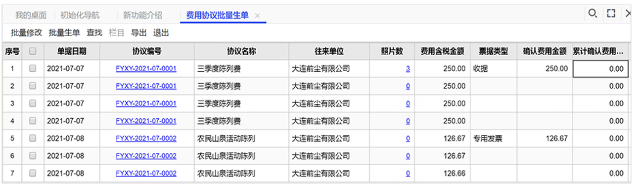 我的桌面 初始化导航 新功能介绍 费用协议批量生单 ×
批量修改 批量生单 查找 栏目 导出 退出
序号 单据日期 协议编号 协议名称 往来单位 照片数 费用含税金额 票据类型 确认费用金额 累计确认费用...
1 2021-07-07 FYXY-2021-07-0001 三季度陈列费 大连前尘有限公司 3 250.00 收据 250.00 0.00
2 2021-07-07 FYXY-2021-07-0001 三季度陈列费 大连前尘有限公司 0 250.00 0.00
3 2021-07-07 FYXY-2021-07-0001 三季度陈列费 大连前尘有限公司 0 250.00 0.00
4 2021-07-07 FYXY-2021-07-0001 三季度陈列费 大连前尘有限公司 0 250.00 0.00
5 2021-07-08 FYXY-2021-07-0002 农民山泉活动陈列 大连前尘有限公司 0 126.67 专用发票 126.67 0.00
6 2021-07-08 FYXY-2021-07-0002 农民山泉活动陈列 大连前尘有限公司 0 126.66 0.00
7 2021-07-08 FYXY-2021-07-0002 农民山泉活动陈列 大连前尘有限公司 0 126.67 0.00